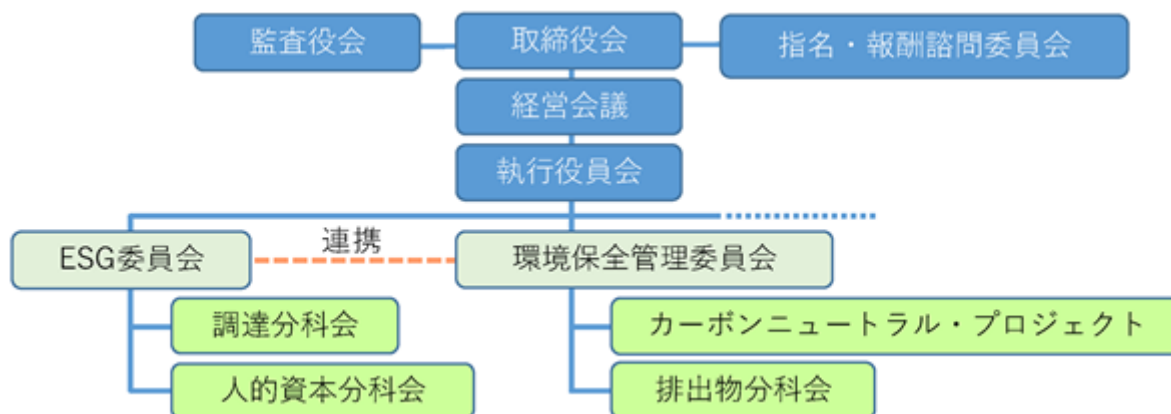 監査役会
取締役会
指名・報酬諮問委員会
経営会議
執行役員会
ESG委員会
連携
環境保全管理委員会
調達分科会
カーボンニュートラル・プロジェクト
人的資本分科会
排出物分科会